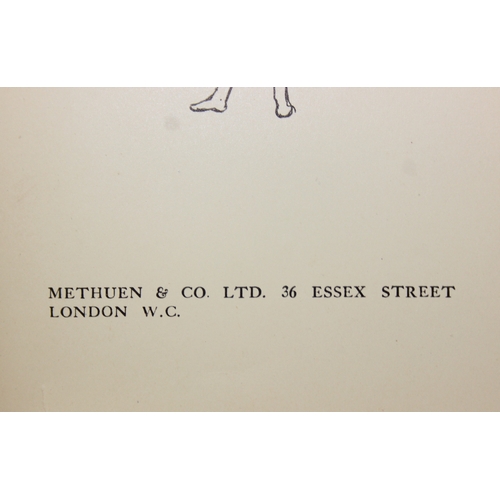 METHUEN & CO. LTD. 36 ESSEX STREET
LONDON W.C.